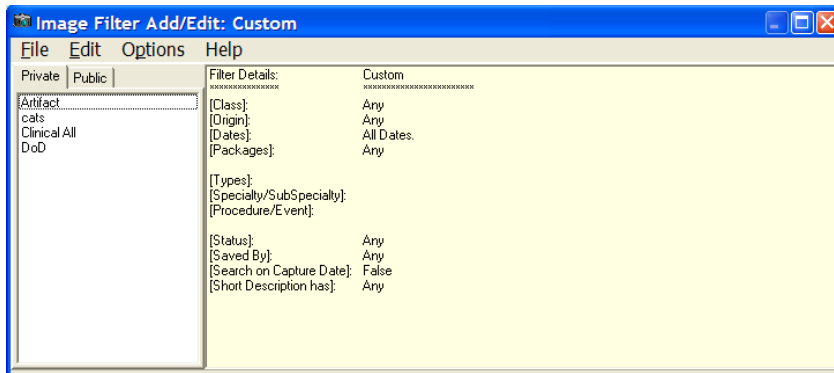 Image Filter Add/Edit: Custom
File Edit Options Help
Private Public
Artifact
cats
Clinical All
DoD
Filter Details: Custom
*************** ************************
[Class]: Any
[Origin]: Any
[Dates]: All Dates.
[Packages]: Any
[Types]:
[Specialty/SubSpecialty]:
[Procedure/Event]:
[Status]: Any
[Saved By]: Any
[Search on Capture Date]: False
[Short Description has]: Any